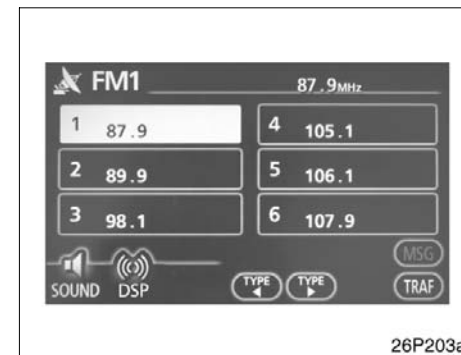 FM1 87.9MHz
1 87.9
2 89.9
3 98.1
4 105.1
5 106.1
6 107.9
MSG
SOUND DSP TYPE TYPE TRAF
26P203a